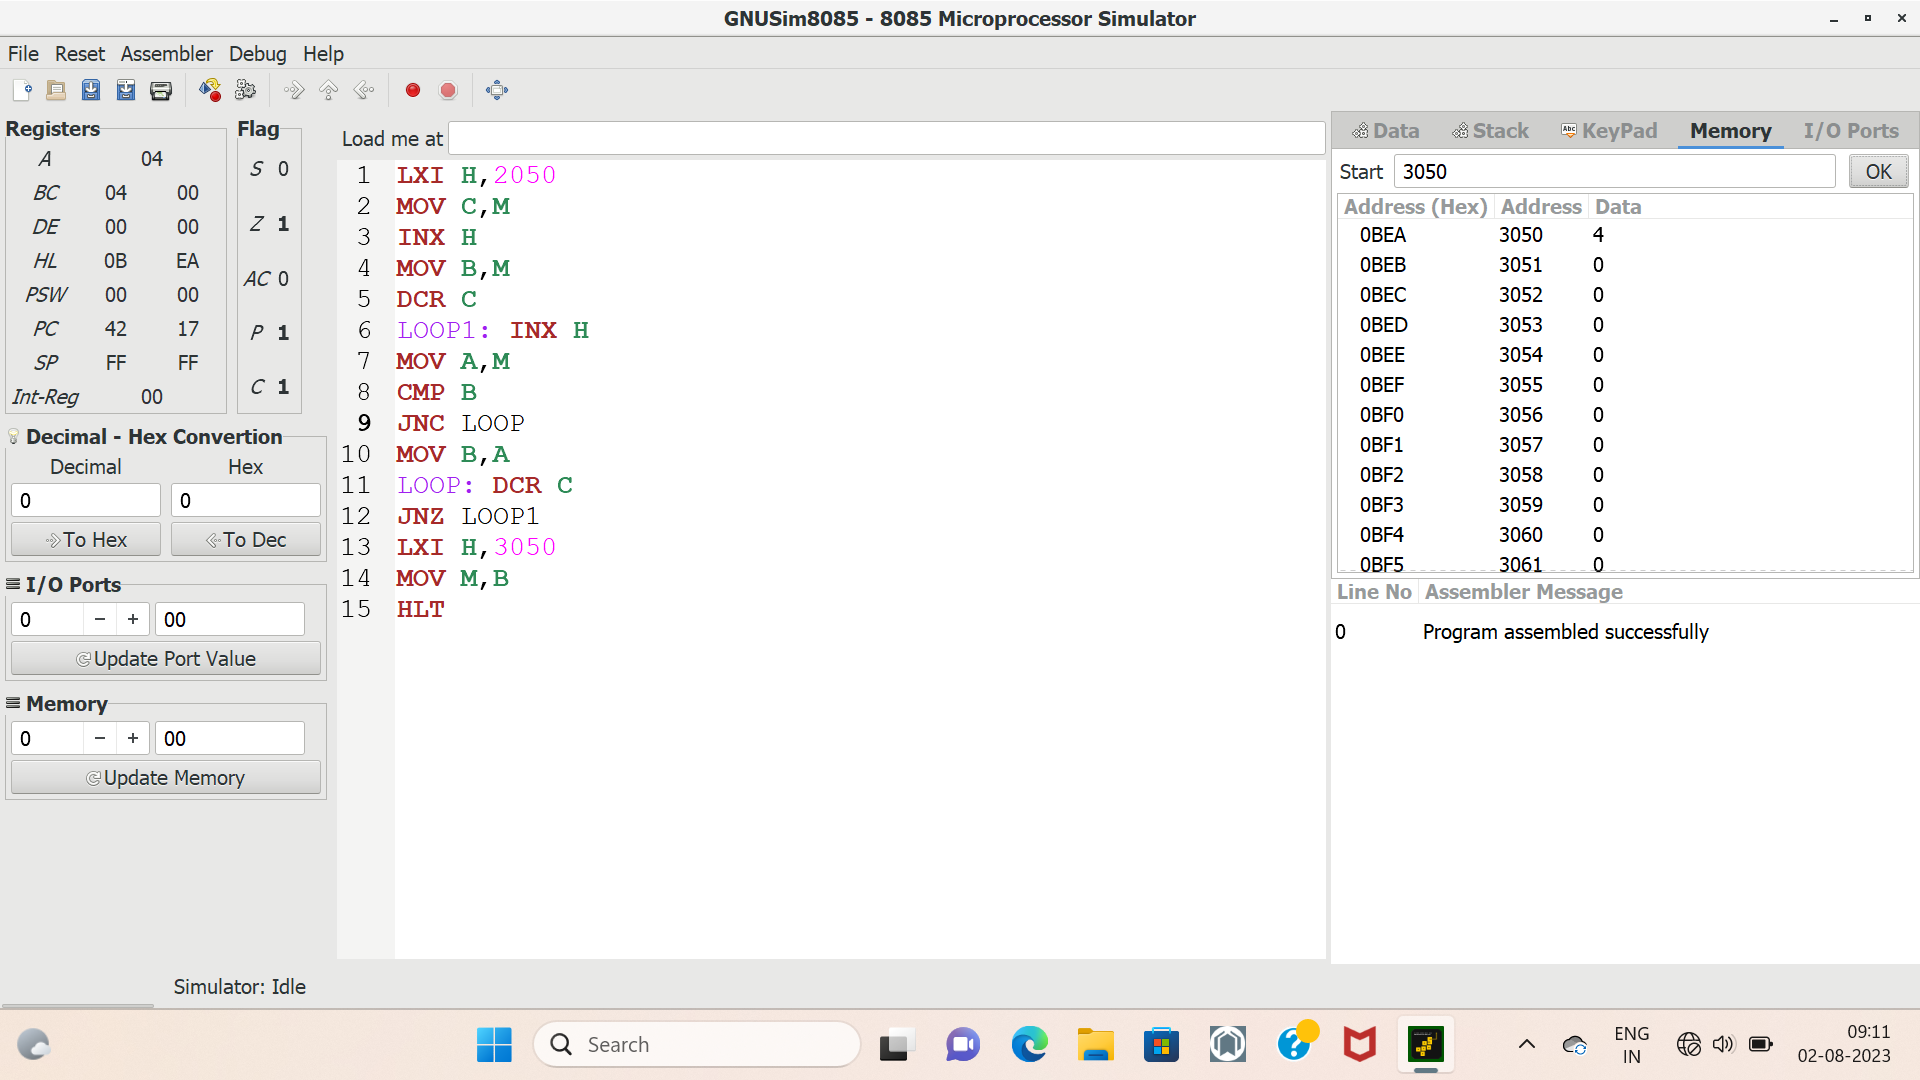 GNUSim8085 - 8085 Microprocessor Simulator
File Reset Assembler Debug Help
Registers
A 04
BC 04 00
DE 00 00
HL 0B EA
PSW 00 00
PC 42 17
SP FF FF
Int-Reg 00
Flag
S 0
Z 1
AC 0
P 1
C 1
Decimal - Hex Convertion
Decimal Hex
0 0
To Hex To Dec
I/O Ports
0 − + 00
Update Port Value
Memory
0 − + 00
Update Memory
Load me at
1 LXI H,2050
2 MOV C,M
3 INX H
4 MOV B,M
5 DCR C
6 LOOP1: INX H
7 MOV A,M
8 CMP B
9 JNC LOOP
10 MOV B,A
11 LOOP: DCR C
12 JNZ LOOP1
13 LXI H,3050
14 MOV M,B
15 HLT
Data Stack Abc KeyPad Memory I/O Ports
Start 3050 OK
Address (Hex) Address Data
0BEA 3050 4
0BEB 3051 0
0BEC 3052 0
0BED 3053 0
0BEE 3054 0
0BEF 3055 0
0BF0 3056 0
0BF1 3057 0
0BF2 3058 0
0BF3 3059 0
0BF4 3060 0
0BF5 3061 0
Line No Assembler Message
0 Program assembled successfully
Simulator: Idle
Search
ENG
IN
09:11
02-08-2023